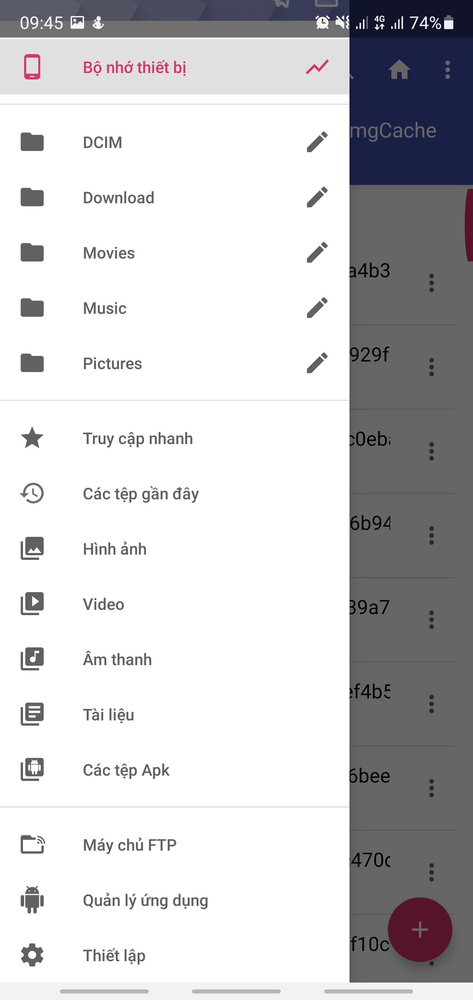 09:45
4G
74%
Bộ nhớ thiết bị
mgCache
DCIM
Download
Movies
a4b3
Music
929f
Pictures
Truy cập nhanh
c0eb
Các tệp gần đây
6b94
Hình ảnh
Video
39a7
Âm thanh
ef4b5
Tài liệu
Các tệp Apk
6bee
Máy chủ FTP
c470c
Quản lý ứng dụng
f10c
Thiết lập